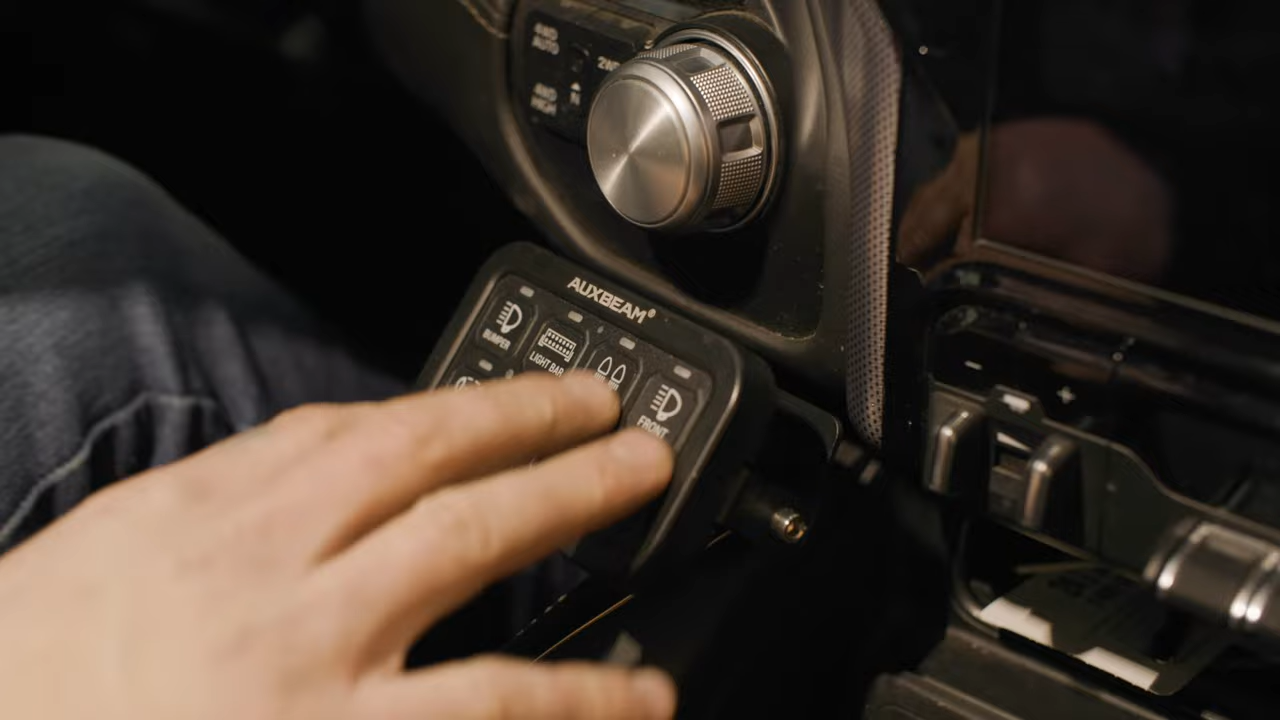 4WD
AUTO
2WD
4WD
HIGH
N
AUXBEAM®
BUMPER
LIGHT BAR
FRONT
- +